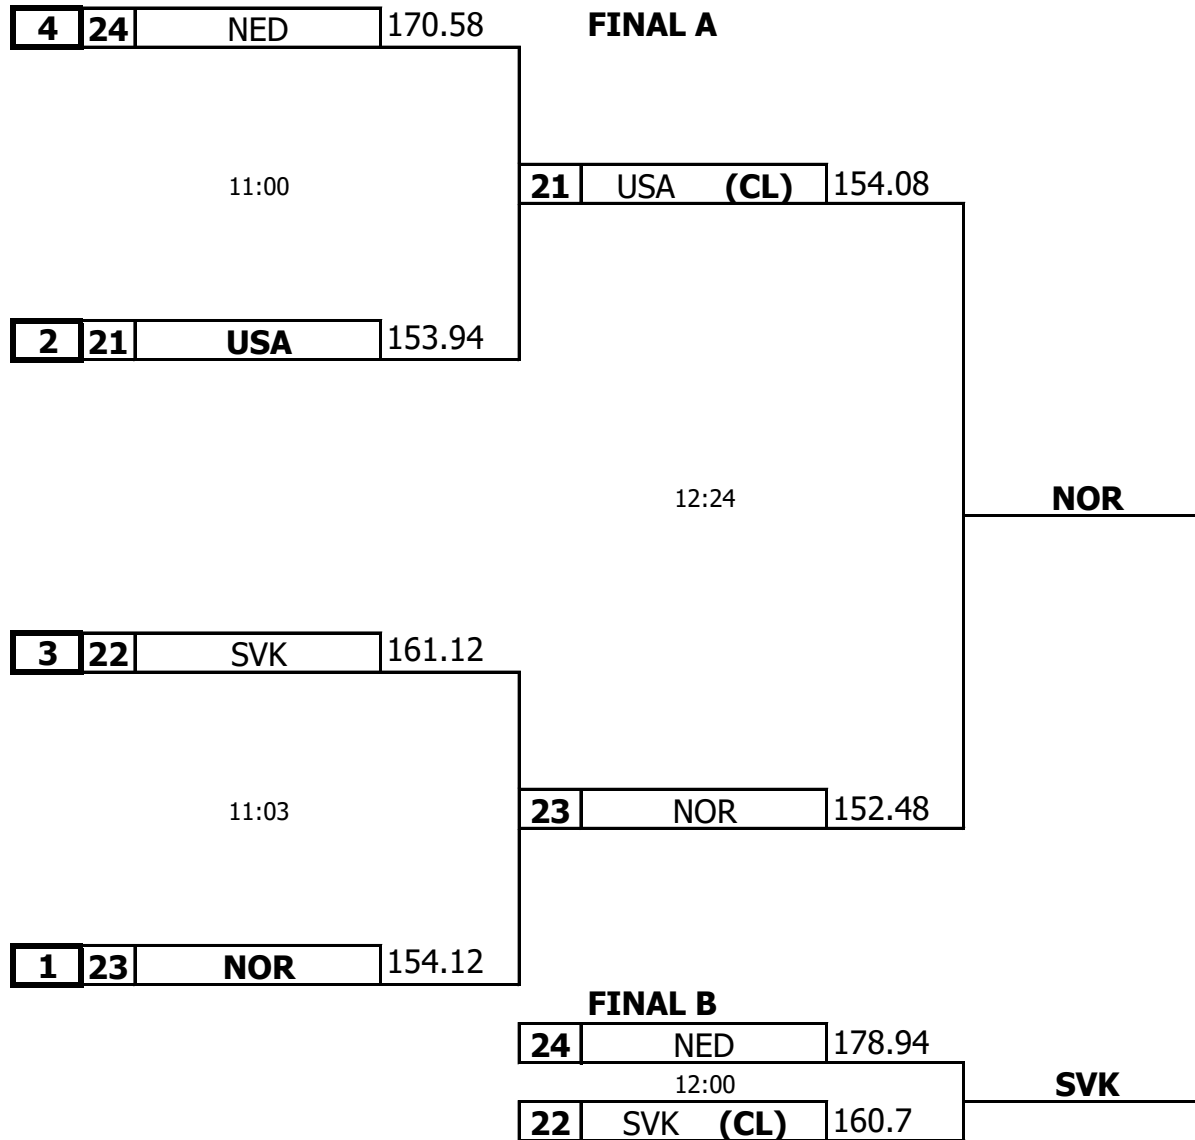 4 24 NED 170.58 FINAL A
11:00 21 USA (CL) 154.08
2 21 USA 153.94
12:24 NOR
3 22 SVK 161.12
11:03 23 NOR 152.48
1 23 NOR 154.12
FINAL B
24 NED 178.94
12:00 SVK
22 SVK (CL) 160.7